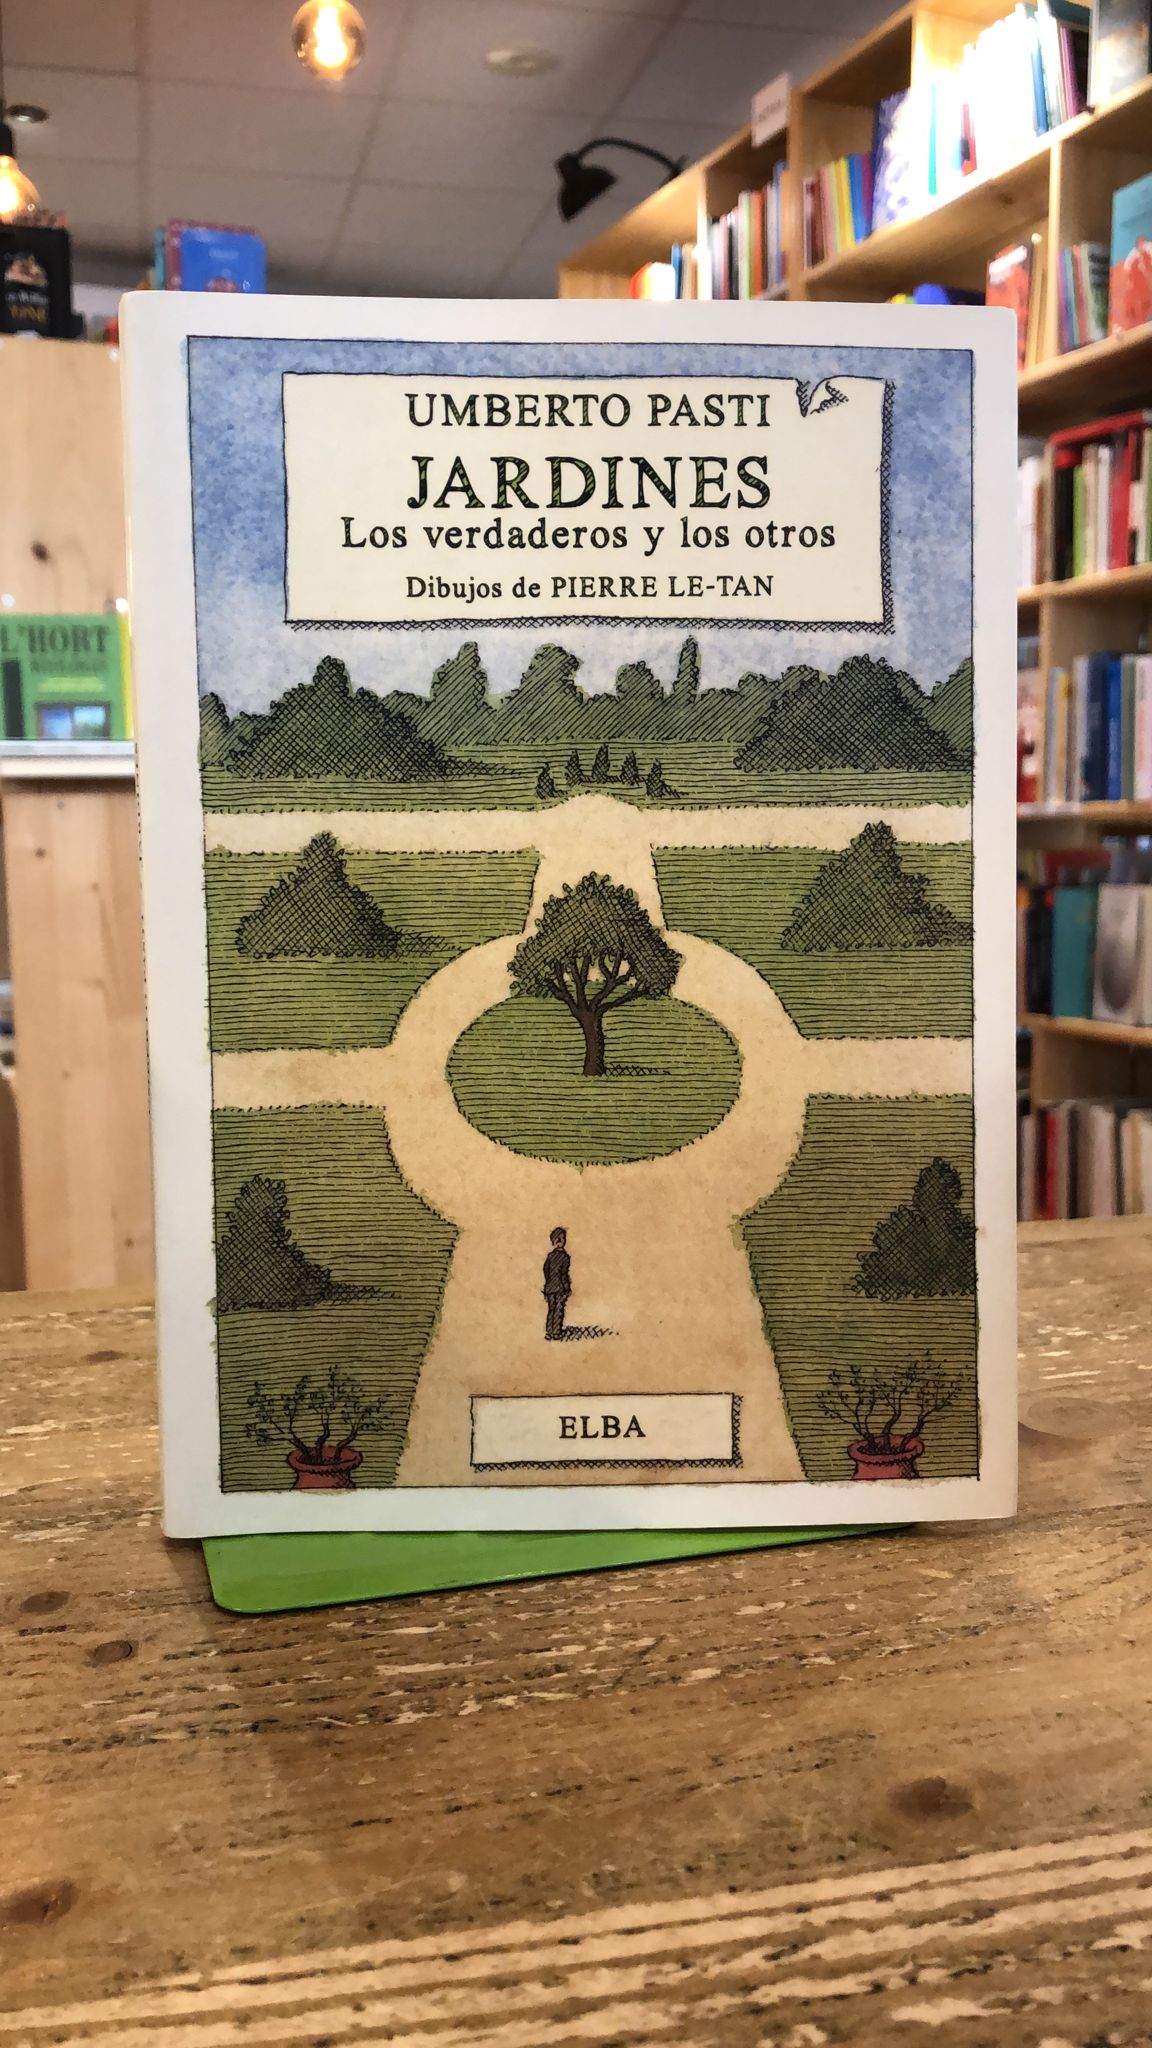 UMBERTO PASTI
JARDINES
Los verdaderos y los otros
Dibujos de PIERRE LE-TAN
ELBA
L'HORT